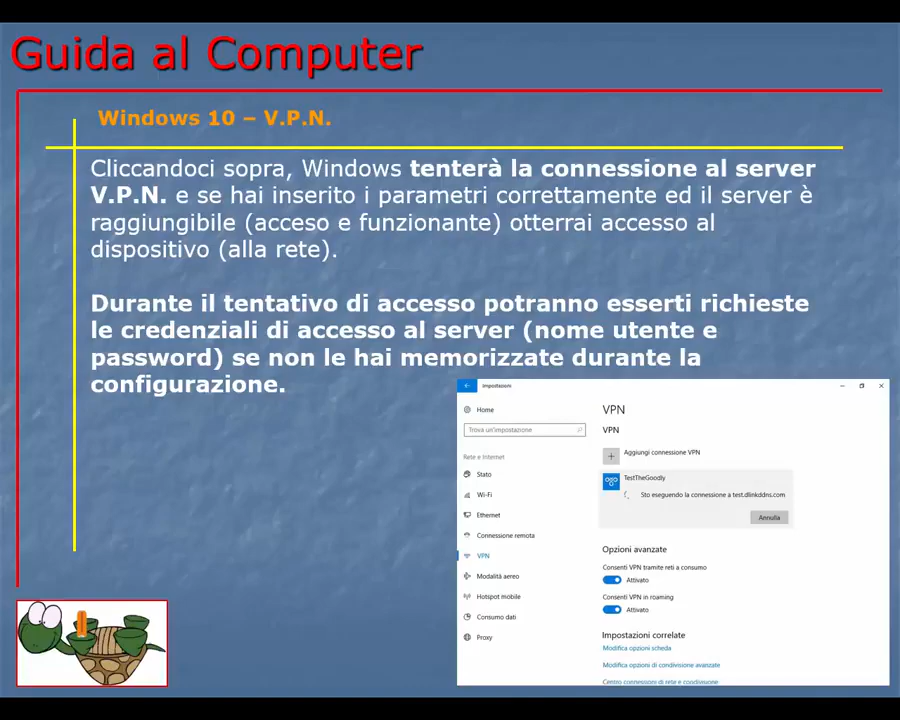 Guida al Computer
Windows 10 – V.P.N.
Cliccandoci sopra, Windows tenterà la connessione al server
V.P.N. e se hai inserito i parametri correttamente ed il server è
raggiungibile (acceso e funzionante) otterrai accesso al
dispositivo (alla rete).
Durante il tentativo di accesso potranno esserti richieste
le credenziali di accesso al server (nome utente e
password) se non le hai memorizzate durante la
configurazione.
Impostazioni
Home
Trova un'impostazione
Rete e Internet
Stato
Wi-Fi
Ethernet
Connessione remota
VPN
Modalità aereo
Hotspot mobile
Consumo dati
Proxy
VPN
VPN
Aggiungi connessione VPN
TestTheGoodly
Sto eseguendo la connessione a test.dlinkddns.com
Annulla
Opzioni avanzate
Consenti VPN tramite reti a consumo
Attivato
Consenti VPN in roaming
Attivato
Impostazioni correlate
Modifica opzioni scheda
Modifica opzioni di condivisione avanzate
Centro connessioni di rete e condivisione